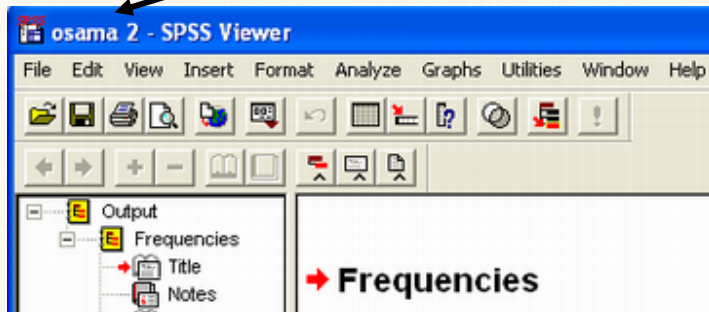 osama 2 - SPSS Viewer
File Edit View Insert Format Analyze Graphs Utilities Window Help
Output
Frequencies
Title
Notes
Frequencies